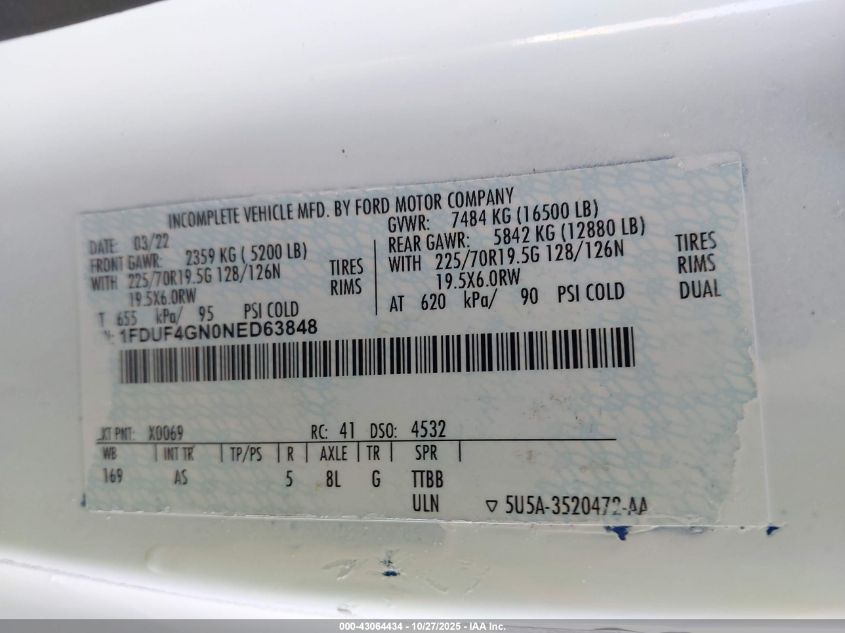 INCOMPLETE VEHICLE MFD. BY FORD MOTOR COMPANY
DATE: 03/22
FRONT GAWR: 2359 KG ( 5200 LB)
WITH 225/70R19.5G 128/126N TIRES
19.5X6.0RW RIMS
T 655 kPa/ 95 PSI COLD
GVWR: 7484 KG (16500 LB)
REAR GAWR: 5842 KG (12880 LB)
WITH 225/70R19.5G 128/126N TIRES
19.5X6.0RW RIMS
AT 620 kPa/ 90 PSI COLD DUAL
N: 1FDUF4GN0NED63848
XT PNT: X0069 RC: 41 DSO: 4532
WB INT TR TP/PS R AXLE TR SPR
169 AS 5 8L G TTBB
ULN ▽ 5U5A-3520472-AA
000-43064434 - 10/27/2025 - IAA Inc.